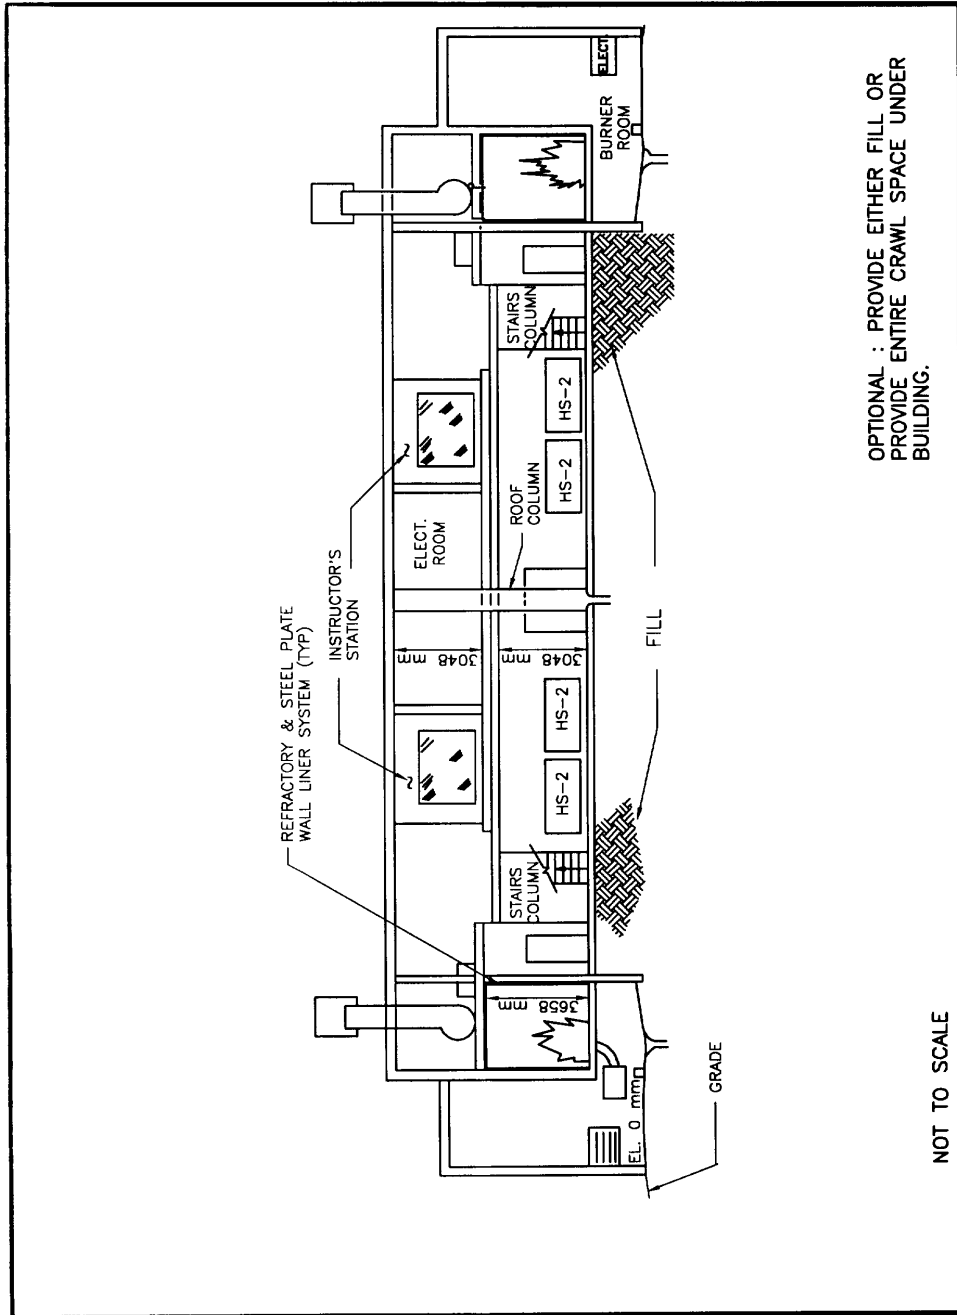 REFRACTORY & STEEL PLATE
WALL LINER SYSTEM (TYP)
INSTRUCTOR'S
STATION
ELECT.
ROOM
3048
mm
3048
mm
3658 mm
ROOF
COLUMN
STAIRS
COLUMN
STAIRS
COLUMN
HS-2
HS-2
HS-2
HS-2
BURNER
ROOM
ELECT.
EL. 0 mm
GRADE
FILL
OPTIONAL : PROVIDE EITHER FILL OR
PROVIDE ENTIRE CRAWL SPACE UNDER
BUILDING.
NOT TO SCALE